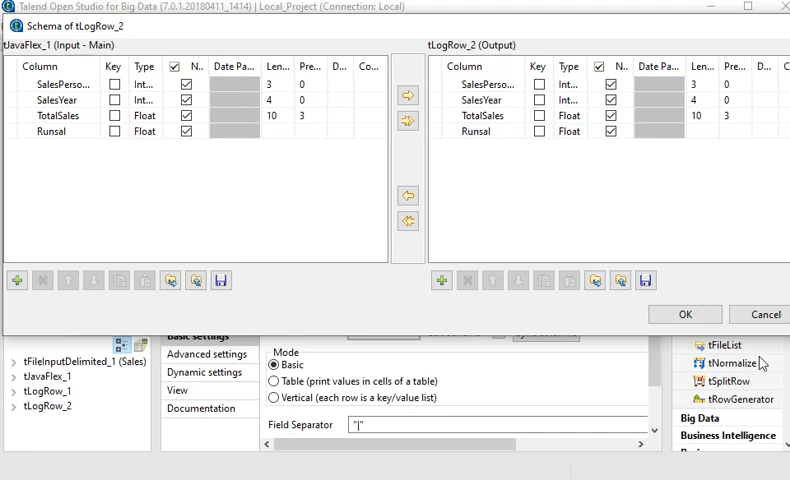 Talend Open Studio for Big Data (7.0.1.20180411_1414) | Local_Project (Connection: Local)
Schema of tLogRow_2
tJavaFlex_1 (Input - Main)
Column Key Type N.. Date Pa... Len... Pre... D... Co...
SalesPerso... Int... 3 0
SalesYear Int... 4 0
TotalSales Float 10 3
Runsal Float
tLogRow_2 (Output)
Column Key Type N.. Date Pa... Len... Pre... D... C
SalesPerso... Int... 3 0
SalesYear Int... 4 0
TotalSales Float 10 3
Runsal Float
OK Cancel
tFileInputDelimited_1 (Sales)
tJavaFlex_1
tLogRow_1
tLogRow_2
Basic settings
Advanced settings
Dynamic settings
View
Documentation
Mode
Basic
Table (print values in cells of a table)
Vertical (each row is a key/value list)
Field Separator "|"
tFileList
tNormalize
tSplitRow
tRowGenerator
Big Data
Business Intelligence